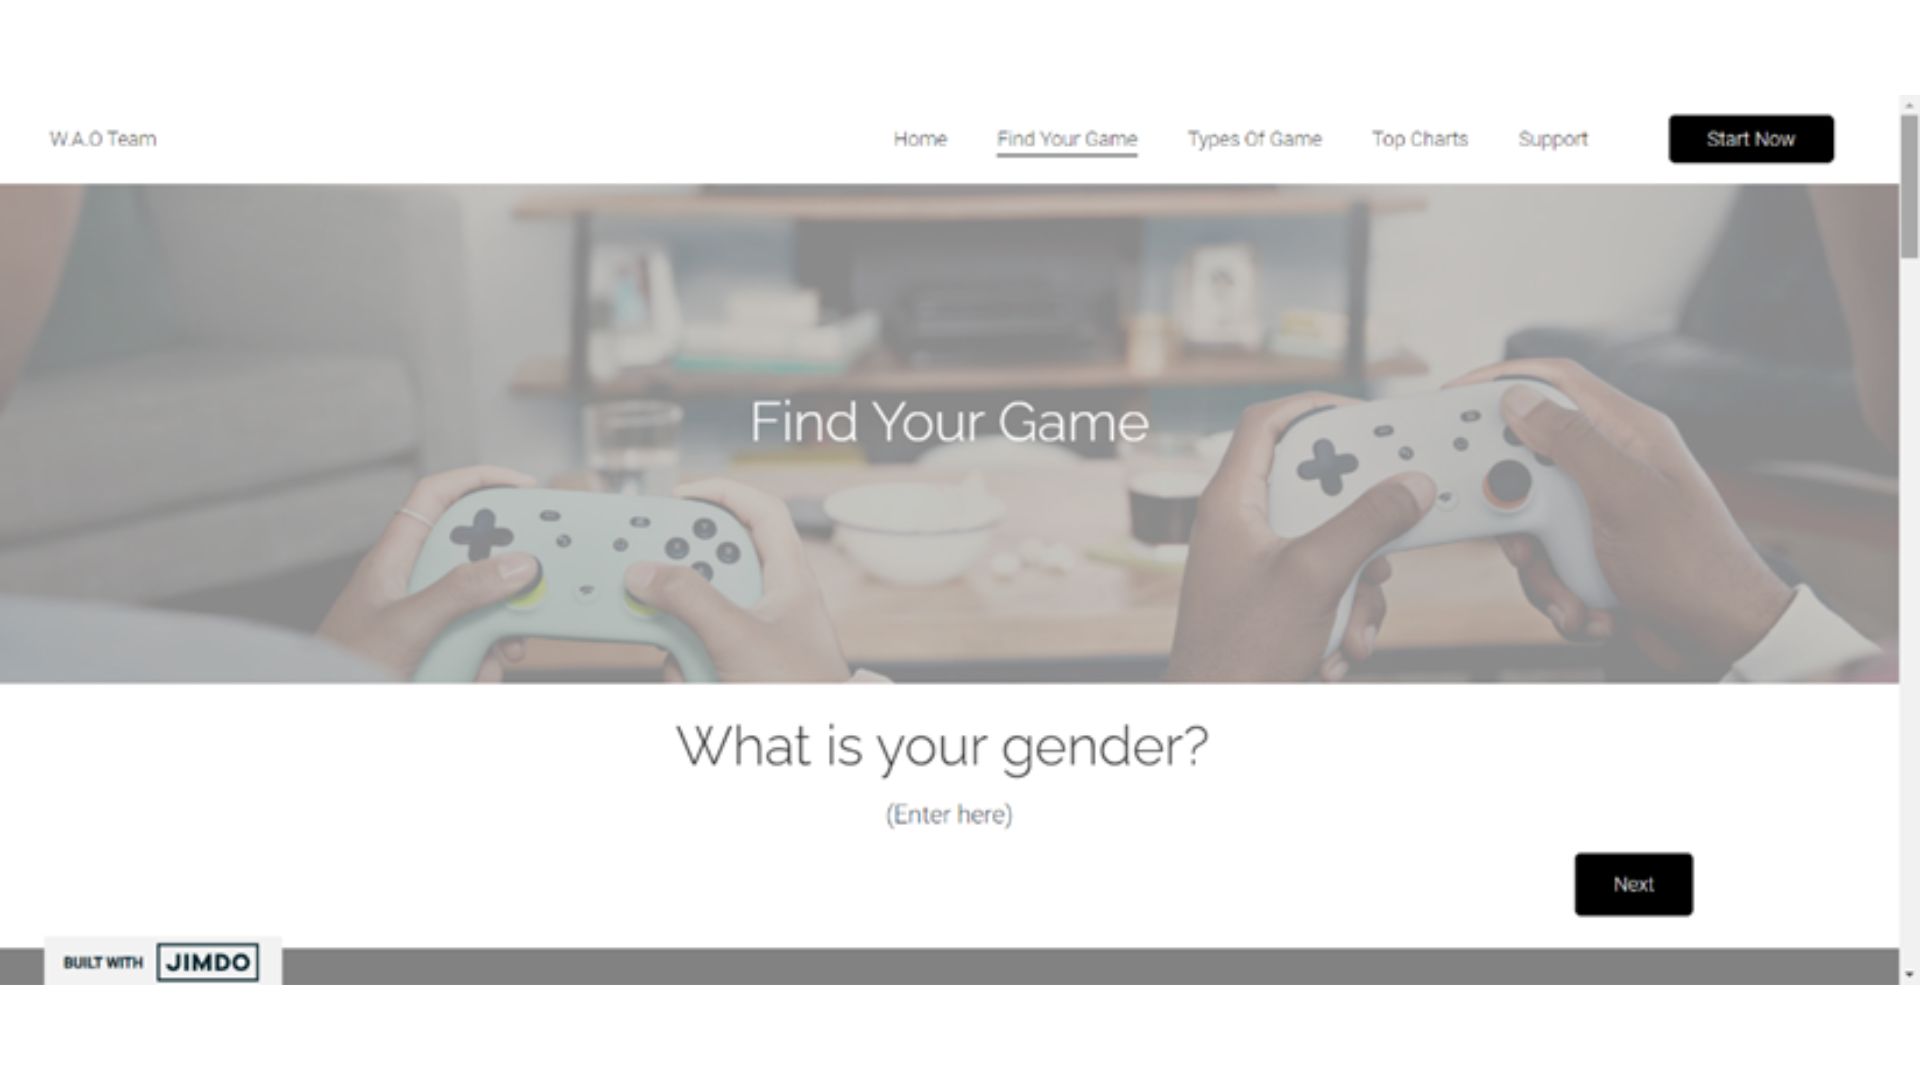 W.A.O Team
Home
Find Your Game
Types Of Game
Top Charts
Support
Start Now
Find Your Game
What is your gender?
(Enter here)
Next
BUILT WITH JIMDO